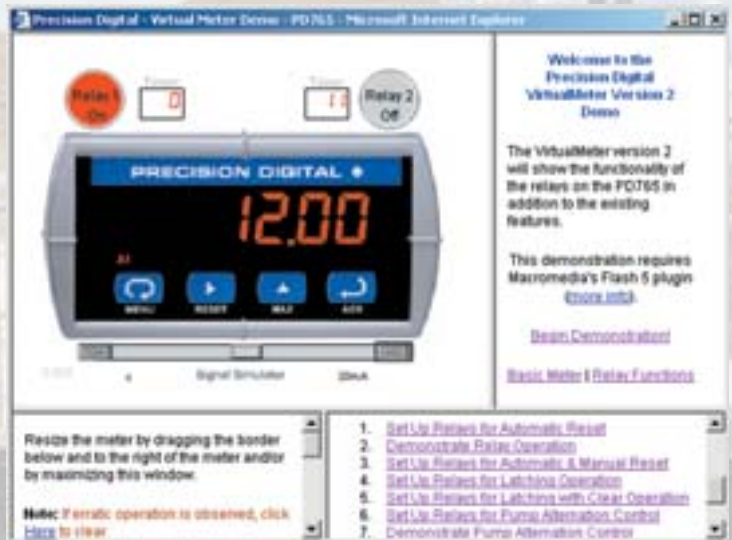 Precision Digital - Virtual Meter Demo - PD765 - Microsoft Internet Explorer
Relay 1
On
Timer
0
Timer
11
Relay 2
Off
PRECISION DIGITAL
12.00
A1
MENU
RESET
MAX
ACK
4
Signal Simulator
20mA
Welcome to the
Precision Digital
VirtualMeter Version 2
Demo
The VirtualMeter version 2
will show the functionality of
the relays on the PD765 in
addition to the existing
features.
This demonstration requires
Macromedia's Flash 5 plugin
(more info).
Begin Demonstration!
Basic Meter | Relay Functions
Resize the meter by dragging the border
below and to the right of the meter and/or
by maximizing this window.
Note: If erratic operation is observed, click
Here to clear
1. Set Up Relays for Automatic Reset
2. Demonstrate Relay Operation
3. Set Up Relays for Automatic & Manual Reset
4. Set Up Relays for Latching Operation
5. Set Up Relays for Latching with Clear Operation
6. Set Up Relays for Pump Alternation Control
7. Demonstrate Pump Alternation Control